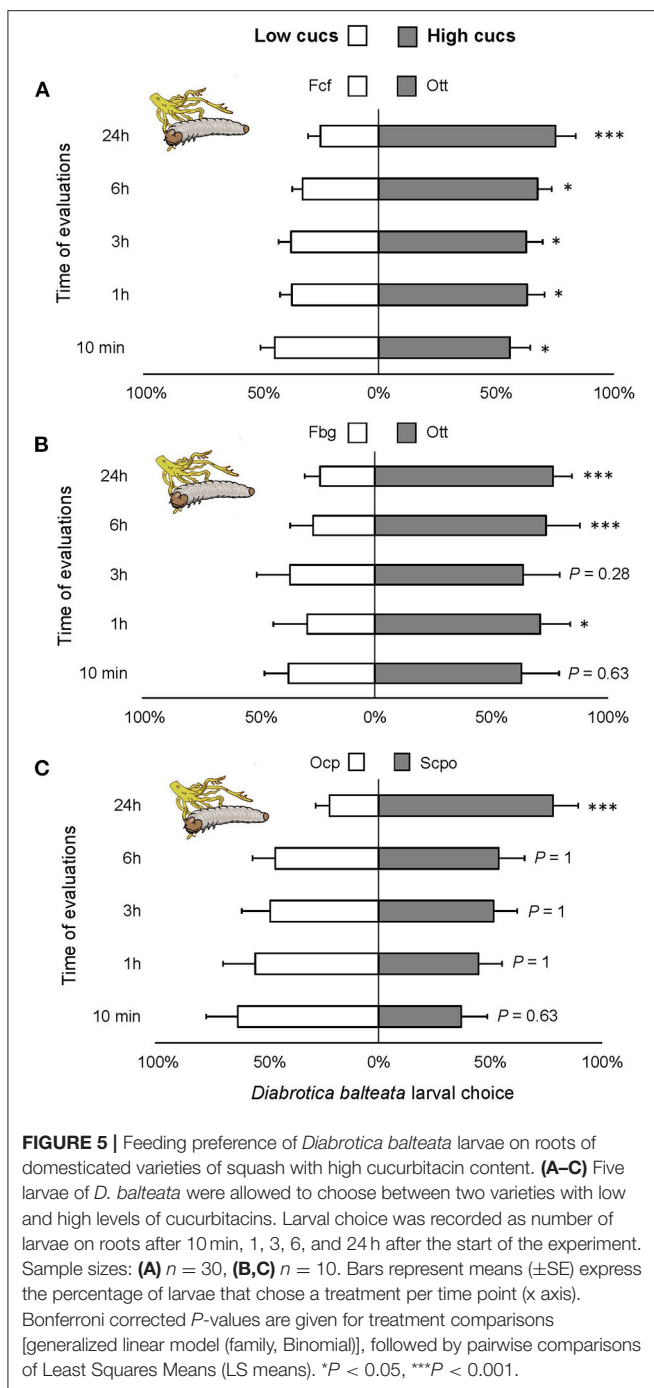 Low cucs High cucs
A
Fcf Ott
Time of evaluations
24h ***
6h *
3h *
1h *
10 min *
100% 50% 0% 50% 100%
B
Fbg Ott
Time of evaluations
24h ***
6h ***
3h P = 0.28
1h *
10 min P = 0.63
100% 50% 0% 50% 100%
C
Ocp Scpo
Time of evaluations
24h ***
6h P = 1
3h P = 1
1h P = 1
10 min P = 0.63
100% 50% 0% 50% 100%
Diabrotica balteata larval choice
FIGURE 5 | Feeding preference of Diabrotica balteata larvae on roots of
domesticated varieties of squash with high cucurbitacin content. (A–C) Five
larvae of D. balteata were allowed to choose between two varieties with low
and high levels of cucurbitacins. Larval choice was recorded as number of
larvae on roots after 10 min, 1, 3, 6, and 24 h after the start of the experiment.
Sample sizes: (A) n = 30, (B,C) n = 10. Bars represent means (±SE) express
the percentage of larvae that chose a treatment per time point (x axis).
Bonferroni corrected P-values are given for treatment comparisons
[generalized linear model (family, Binomial)], followed by pairwise comparisons
of Least Squares Means (LS means). *P < 0.05, ***P < 0.001.